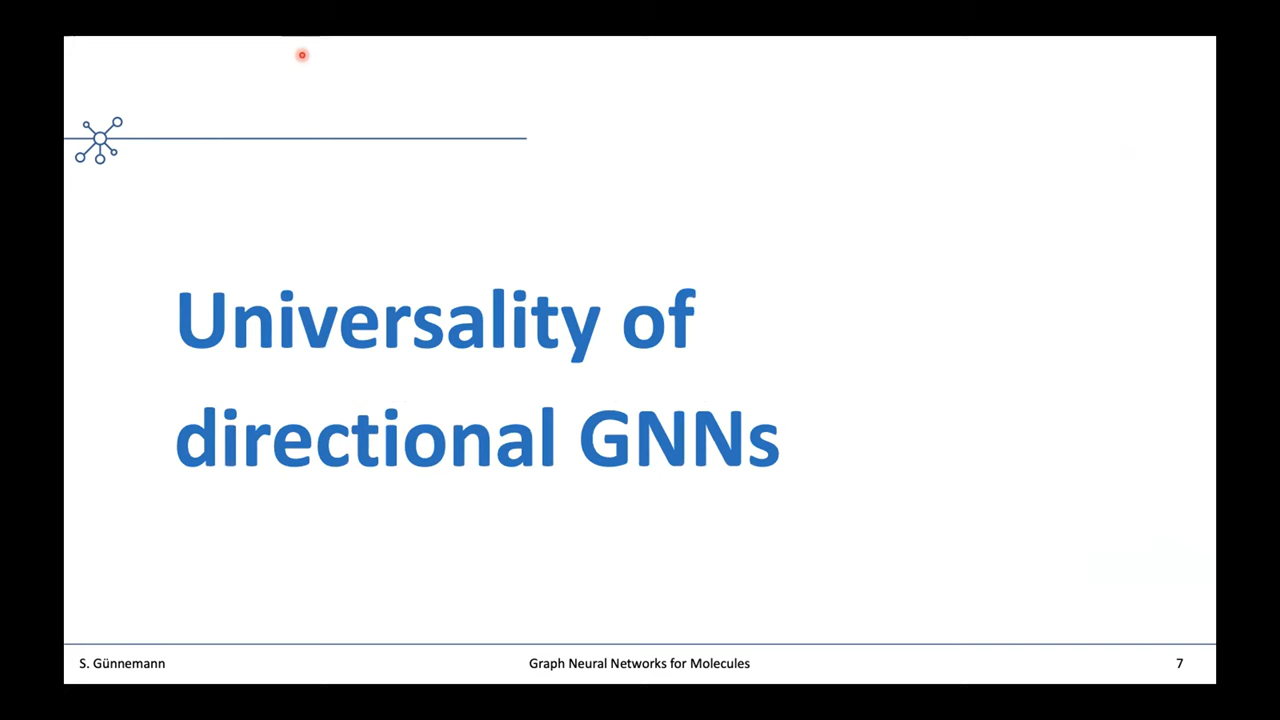 Universality of
directional GNNs
S. Günnemann
Graph Neural Networks for Molecules
7